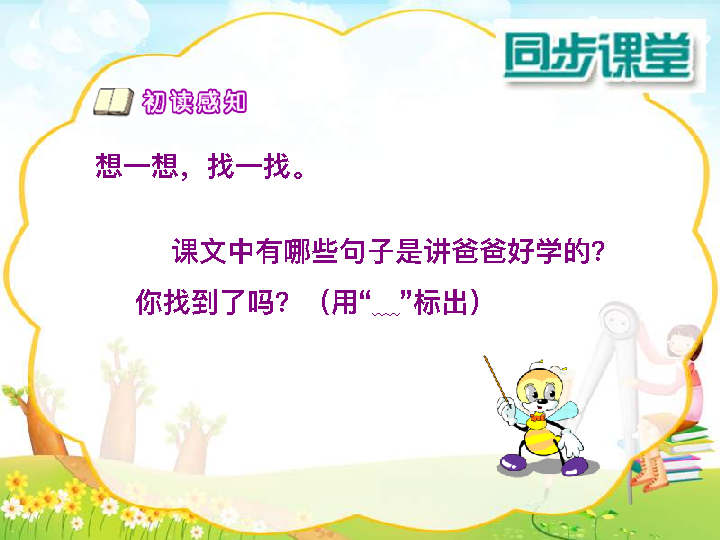 同步课堂
初读感知
想一想，找一找。
课文中有哪些句子是讲爸爸好学的？
你找到了吗？（用“﹏”标出）